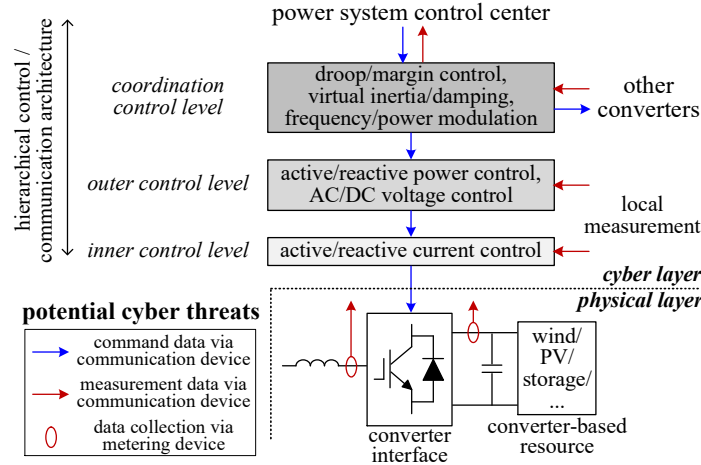 power system control center
hierarchical control /
communication architecture
coordination
control level
droop/margin control,
virtual inertia/damping,
frequency/power modulation
other
converters
outer control level
active/reactive power control,
AC/DC voltage control
local
measurement
inner control level
active/reactive current control
cyber layer
physical layer
potential cyber threats
command data via
communication device
measurement data via
communication device
data collection via
metering device
wind/
PV/
storage/
...
converter
interface
converter-based
resource